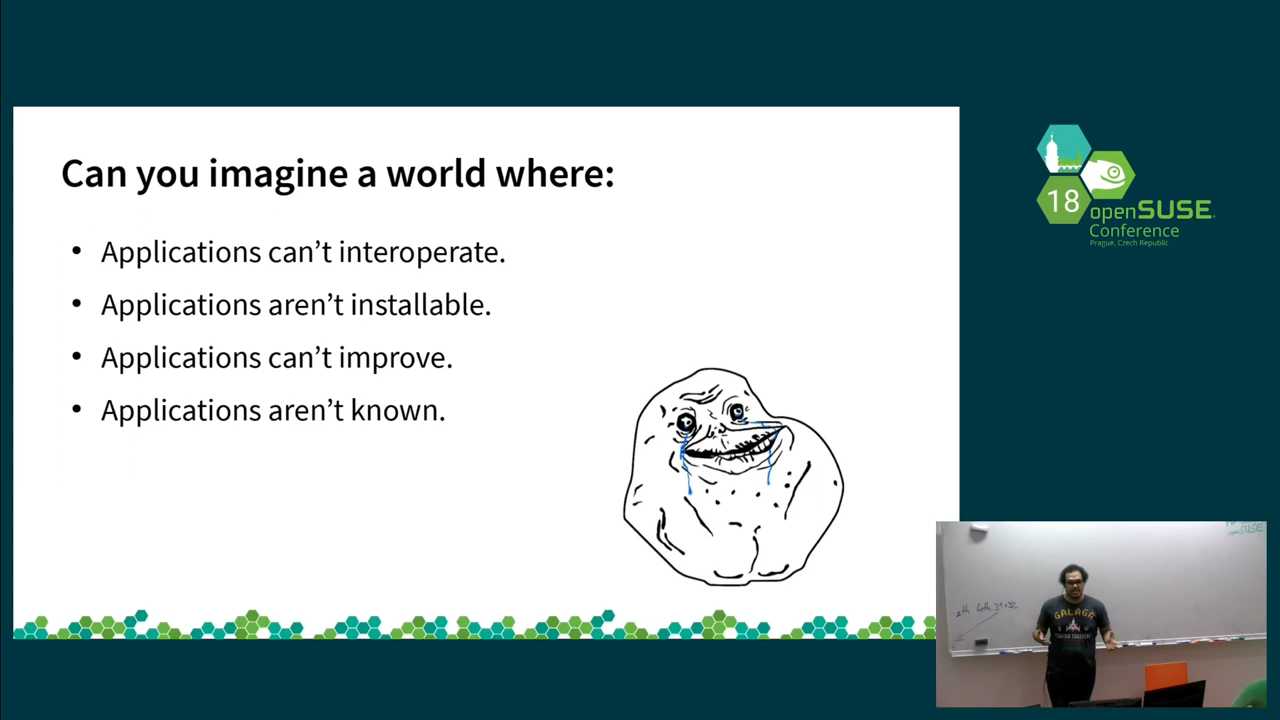 Can you imagine a world where:
• Applications can’t interoperate.
• Applications aren’t installable.
• Applications can’t improve.
• Applications aren’t known.
18
openSUSE
Conference
Prague, Czech Republic
GALAGA